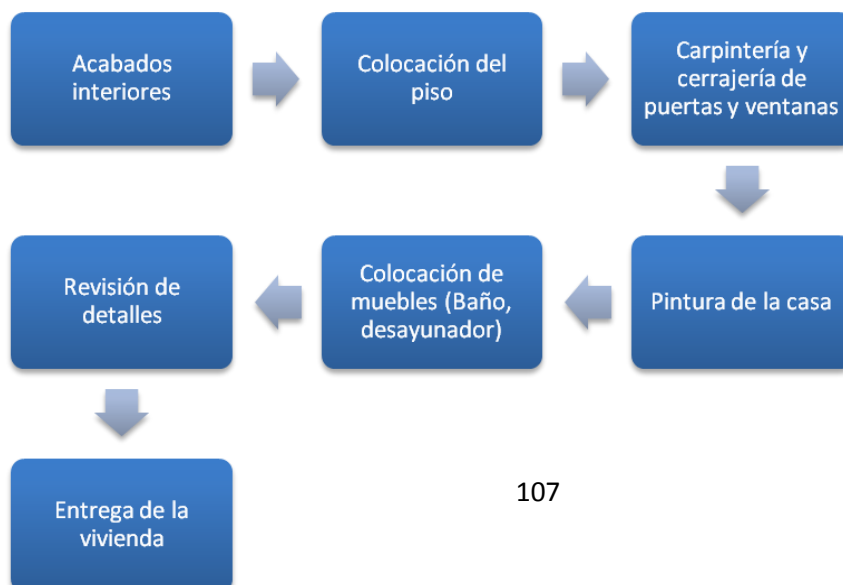 Acabados
interiores
Colocación del
piso
Carpintería y
cerrajería de
puertas y ventanas
Pintura de la casa
Colocación de
muebles (Baño,
desayunador)
Revisión de
detalles
Entrega de la
vivienda
107